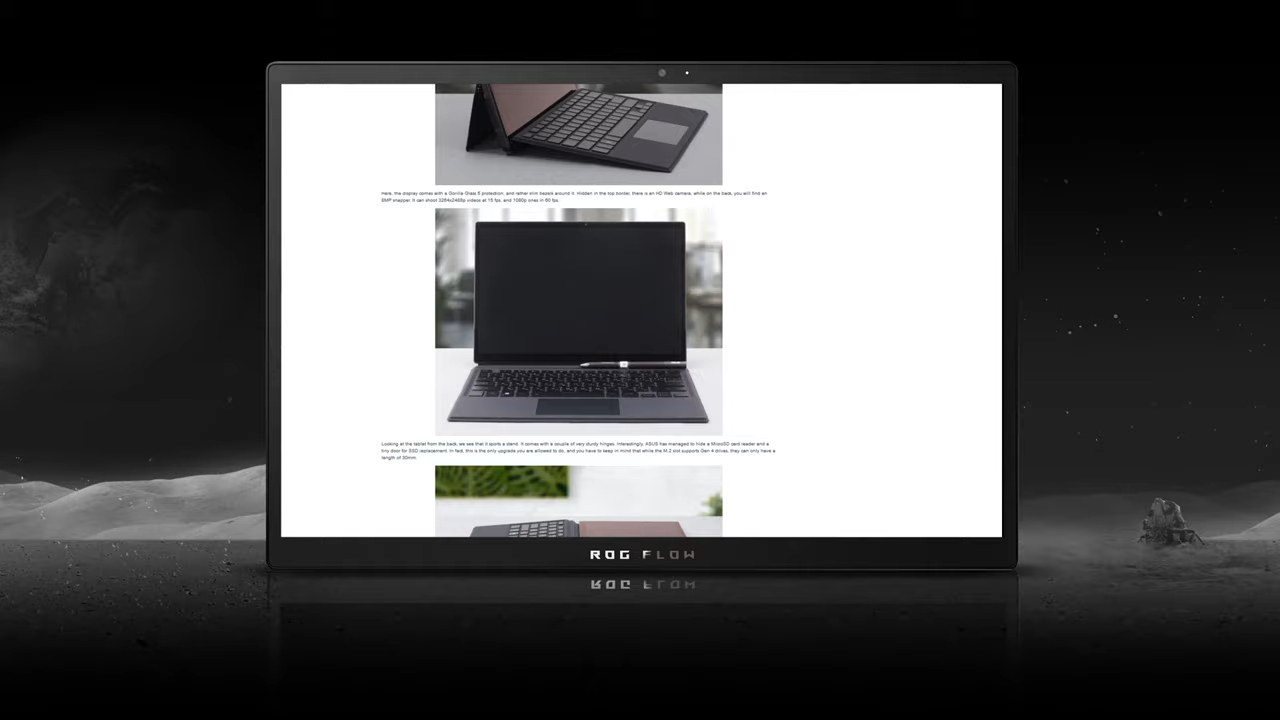 Here, the display comes with a Gorilla Glass 5 protection, and rather slim bezels around it. Hidden in the top border, there is an HD Web camera, while on the back, you will find an
8MP snapper. It can shoot 3264x2488p videos at 15 fps, and 1080p ones in 60 fps.
Looking at the tablet from the back, we see that it sports a stand. It comes with a couple of very sturdy hinges. Interestingly, ASUS has managed to hide a MicroSD card reader and a
tiny door for SSD replacement. In fact, this is the only upgrade you are allowed to do, and you have to keep in mind that while the M.2 slot supports Gen 4 drives, they can only have a
length of 30mm.
ROG FLOW